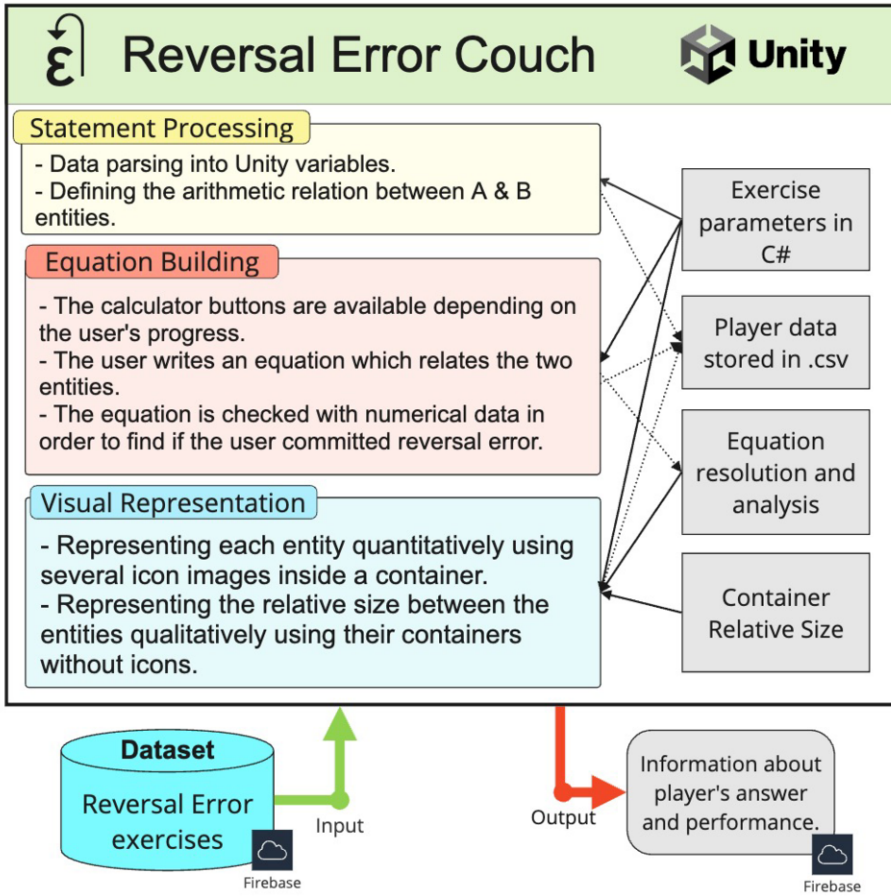 ε Reversal Error Couch
Unity
Statement Processing
- Data parsing into Unity variables.
- Defining the arithmetic relation between A & B
entities.
Equation Building
- The calculator buttons are available depending on
the user's progress.
- The user writes an equation which relates the two
entities.
- The equation is checked with numerical data in
order to find if the user committed reversal error.
Visual Representation
- Representing each entity quantitatively using
several icon images inside a container.
- Representing the relative size between the
entities qualitatively using their containers
without icons.
Exercise
parameters in
C#
Player data
stored in .csv
Equation
resolution and
analysis
Container
Relative Size
Dataset
Reversal Error
exercises
Firebase
Input
Output
Information about
player's answer
and performance.
Firebase